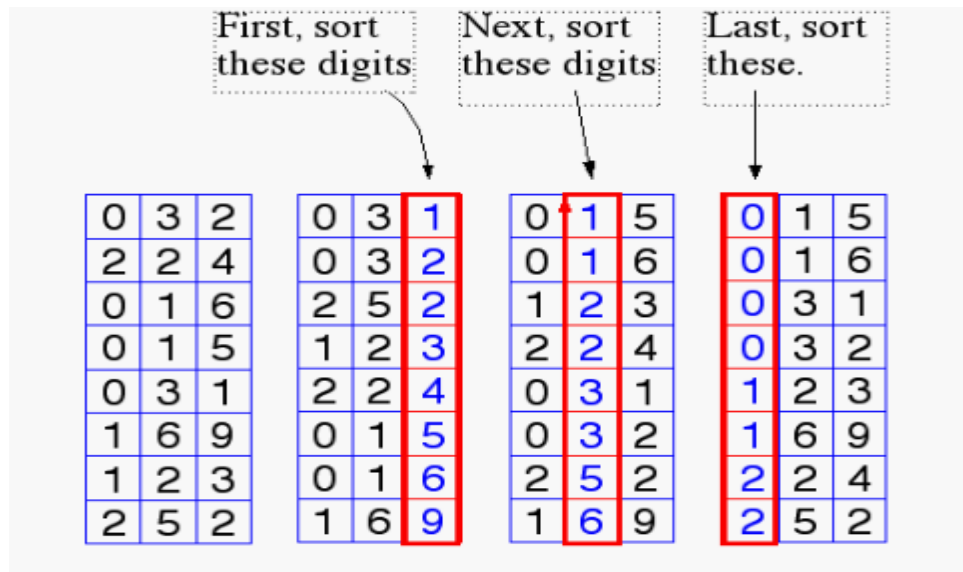 First, sort
these digits
Next, sort
these digits
Last, sort
these.
0 3 2 0 3 1 0 1 5 0 1 5
2 2 4 0 3 2 0 1 6 0 1 6
0 1 6 2 5 2 1 2 3 0 3 1
0 1 5 1 2 3 2 2 4 0 3 2
0 3 1 2 2 4 0 3 1 1 2 3
1 6 9 0 1 5 0 3 2 1 6 9
1 2 3 0 1 6 2 5 2 2 2 4
2 5 2 1 6 9 1 6 9 2 5 2